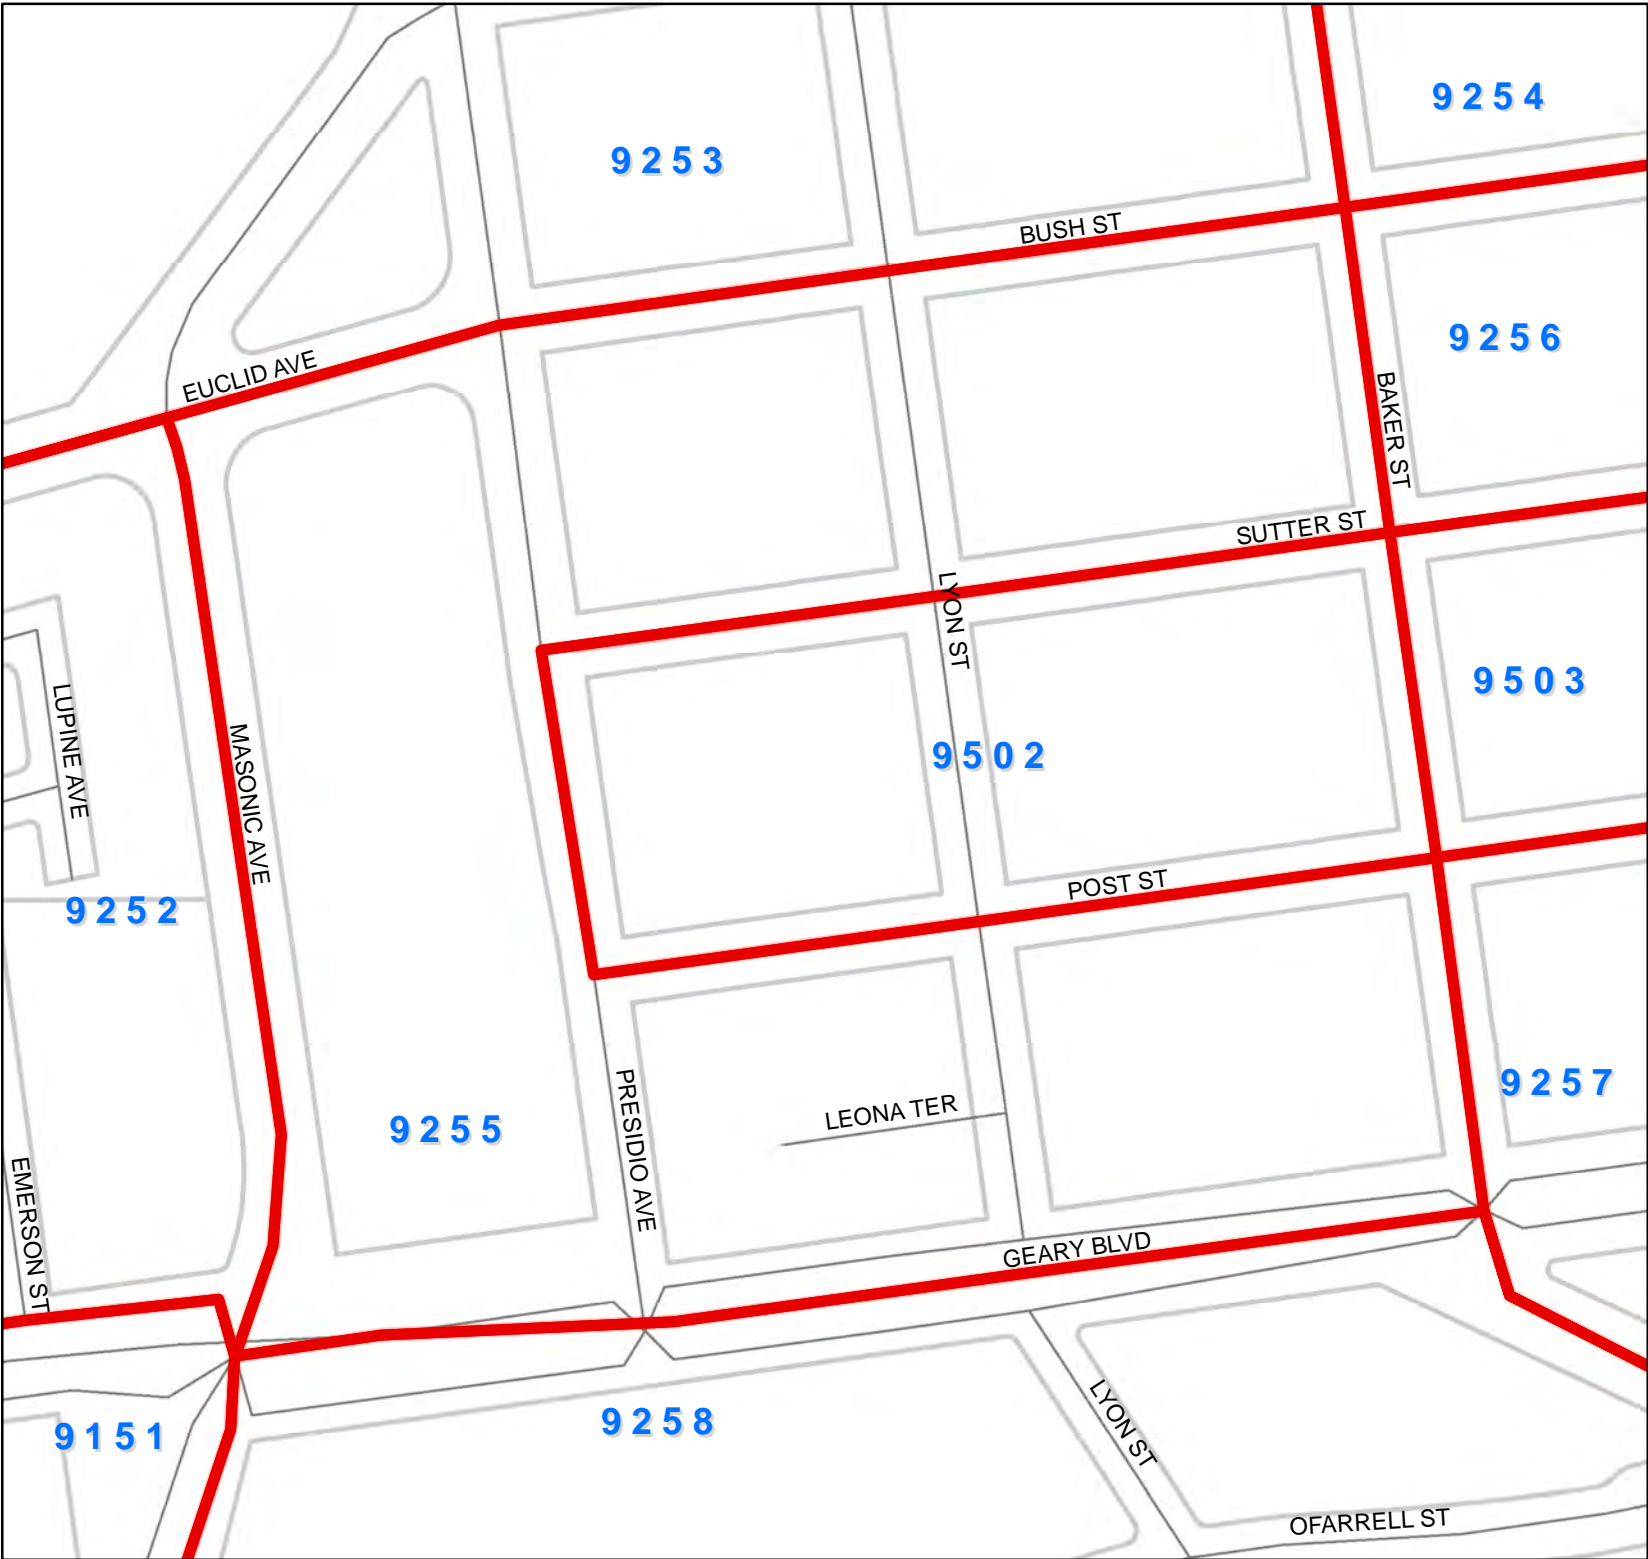 9254
9253
BUSH ST
9256
EUCLID AVE
BAKER ST
SUTTER ST
LYON ST
9503
LUPINE AVE
MASONIC AVE
9502
POST ST
9252
9257
PRESIDIO AVE
LEONA TER
9255
EMERSON ST
GEARY BLVD
9151
9258
LYON ST
OFARRELL ST